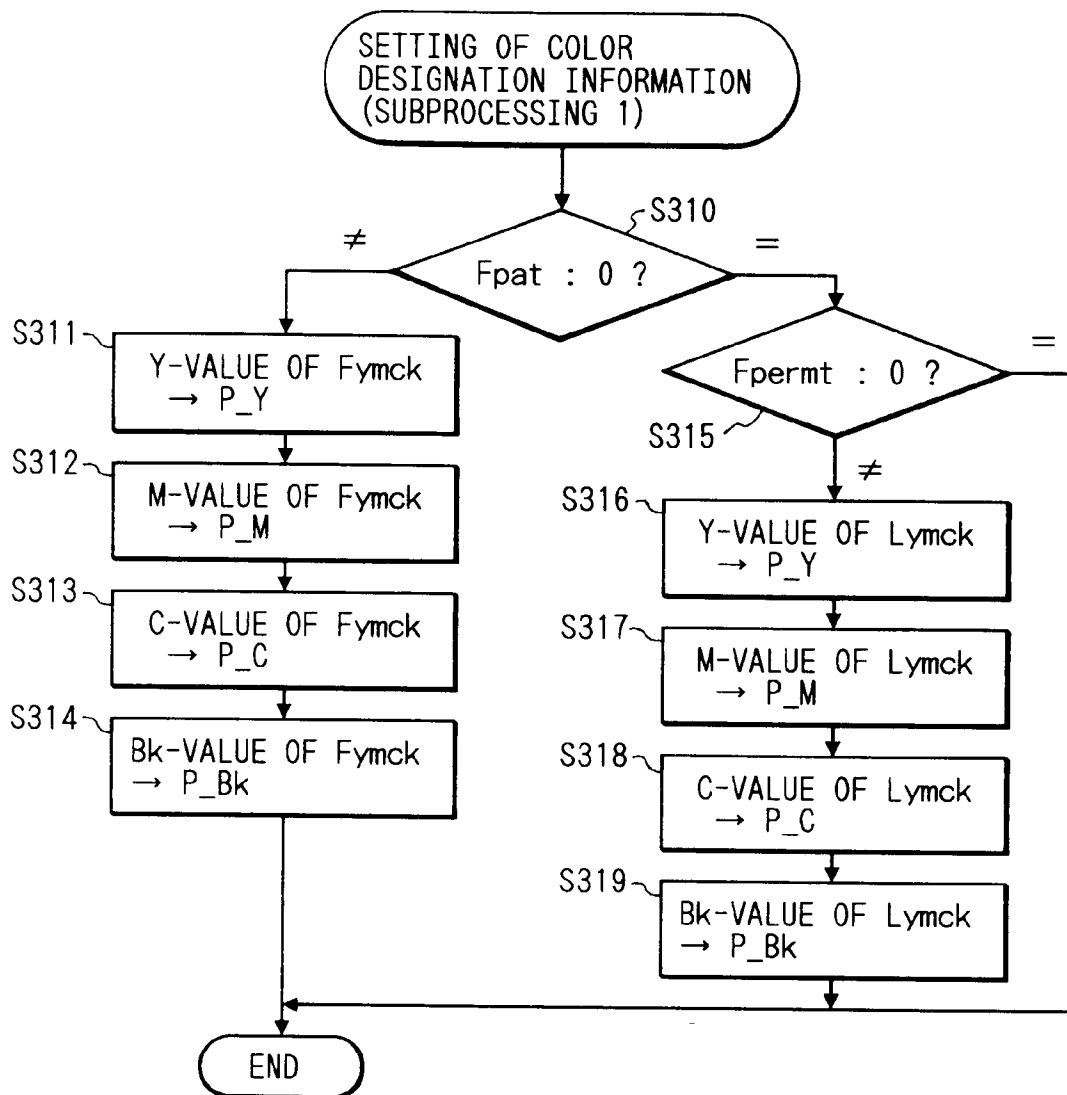 SETTING OF COLOR
DESIGNATION INFORMATION
(SUBPROCESSING 1)
S310
≠
=
Fpat : 0 ?
S311
Y-VALUE OF Fymck
→ P_Y
S312
M-VALUE OF Fymck
→ P_M
S313
C-VALUE OF Fymck
→ P_C
S314
Bk-VALUE OF Fymck
→ P_Bk
=
Fpermt : 0 ?
S315
≠
S316
Y-VALUE OF Lymck
→ P_Y
S317
M-VALUE OF Lymck
→ P_M
S318
C-VALUE OF Lymck
→ P_C
S319
Bk-VALUE OF Lymck
→ P_Bk
END